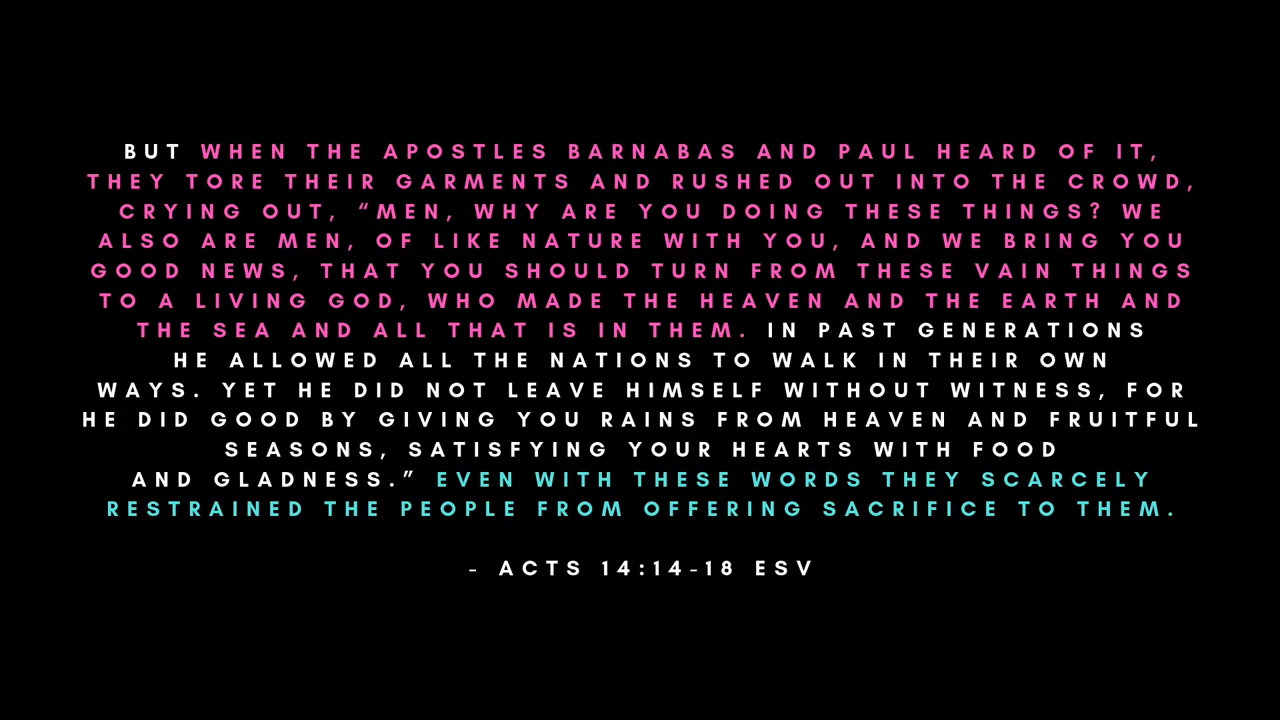 BUT WHEN THE APOSTLES BARNABAS AND PAUL HEARD OF IT,
THEY TORE THEIR GARMENTS AND RUSHED OUT INTO THE CROWD,
CRYING OUT, “MEN, WHY ARE YOU DOING THESE THINGS? WE
ALSO ARE MEN, OF LIKE NATURE WITH YOU, AND WE BRING YOU
GOOD NEWS, THAT YOU SHOULD TURN FROM THESE VAIN THINGS
TO A LIVING GOD, WHO MADE THE HEAVEN AND THE EARTH AND
THE SEA AND ALL THAT IS IN THEM. IN PAST GENERATIONS
HE ALLOWED ALL THE NATIONS TO WALK IN THEIR OWN
WAYS. YET HE DID NOT LEAVE HIMSELF WITHOUT WITNESS, FOR
HE DID GOOD BY GIVING YOU RAINS FROM HEAVEN AND FRUITFUL
SEASONS, SATISFYING YOUR HEARTS WITH FOOD
AND GLADNESS.” EVEN WITH THESE WORDS THEY SCARCELY
RESTRAINED THE PEOPLE FROM OFFERING SACRIFICE TO THEM.
- ACTS 14:14-18 ESV